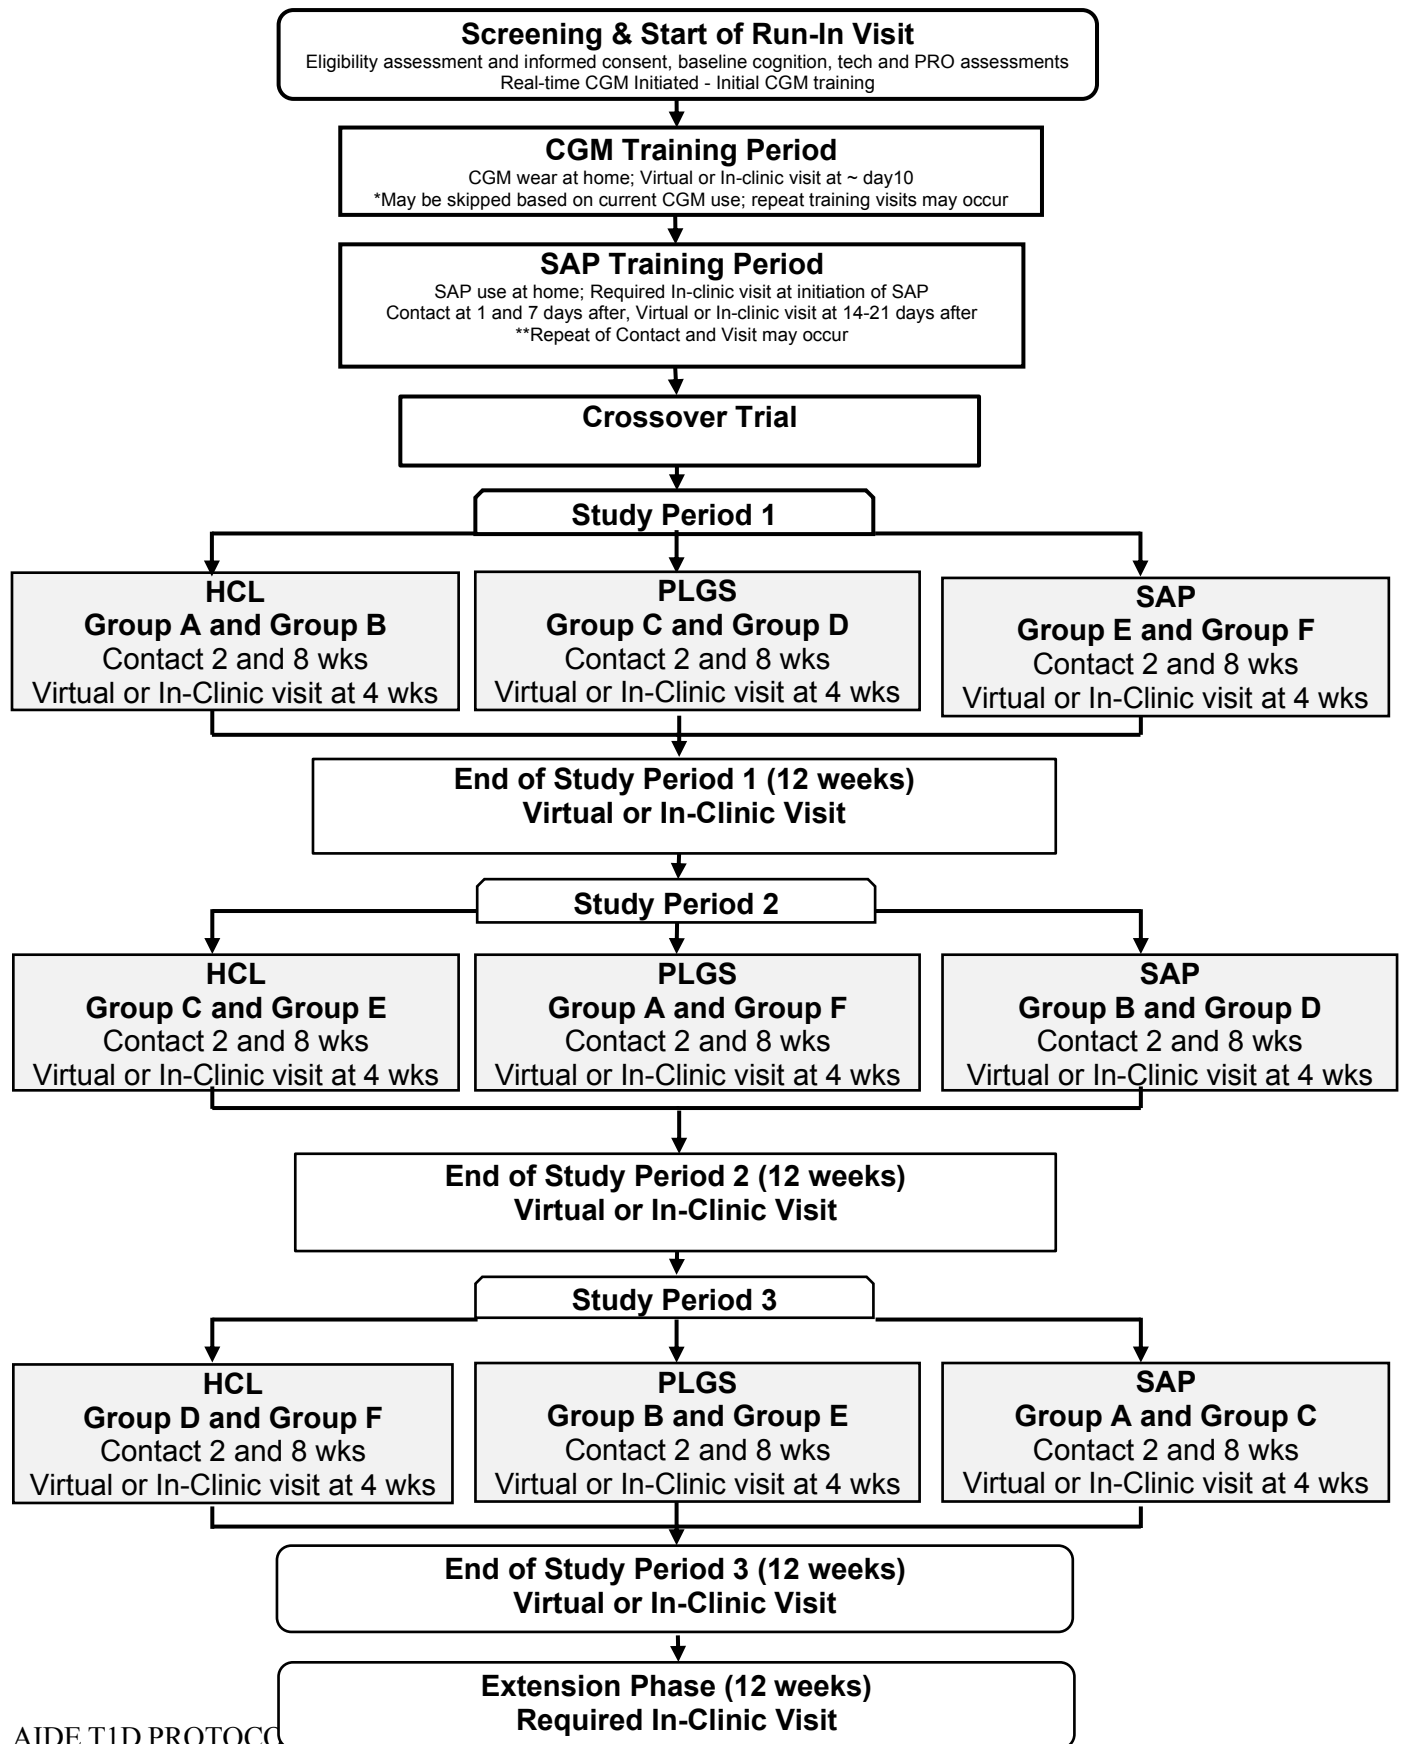 Screening & Start of Run-In Visit
Eligibility assessment and informed consent, baseline cognition, tech and PRO assessments
Real-time CGM Initiated - Initial CGM training
CGM Training Period
CGM wear at home; Virtual or In-clinic visit at ~ day10
*May be skipped based on current CGM use; repeat training visits may occur
SAP Training Period
SAP use at home; Required In-clinic visit at initiation of SAP
Contact at 1 and 7 days after, Virtual or In-clinic visit at 14-21 days after
**Repeat of Contact and Visit may occur
Crossover Trial
Study Period 1
HCL
Group A and Group B
Contact 2 and 8 wks
Virtual or In-Clinic visit at 4 wks
PLGS
Group C and Group D
Contact 2 and 8 wks
Virtual or In-Clinic visit at 4 wks
SAP
Group E and Group F
Contact 2 and 8 wks
Virtual or In-Clinic visit at 4 wks
End of Study Period 1 (12 weeks)
Virtual or In-Clinic Visit
Study Period 2
HCL
Group C and Group E
Contact 2 and 8 wks
Virtual or In-Clinic visit at 4 wks
PLGS
Group A and Group F
Contact 2 and 8 wks
Virtual or In-Clinic visit at 4 wks
SAP
Group B and Group D
Contact 2 and 8 wks
Virtual or In-Clinic visit at 4 wks
End of Study Period 2 (12 weeks)
Virtual or In-Clinic Visit
Study Period 3
HCL
Group D and Group F
Contact 2 and 8 wks
Virtual or In-Clinic visit at 4 wks
PLGS
Group B and Group E
Contact 2 and 8 wks
Virtual or In-Clinic visit at 4 wks
SAP
Group A and Group C
Contact 2 and 8 wks
Virtual or In-Clinic visit at 4 wks
End of Study Period 3 (12 weeks)
Virtual or In-Clinic Visit
Extension Phase (12 weeks)
Required In-Clinic Visit
AIDE T1D